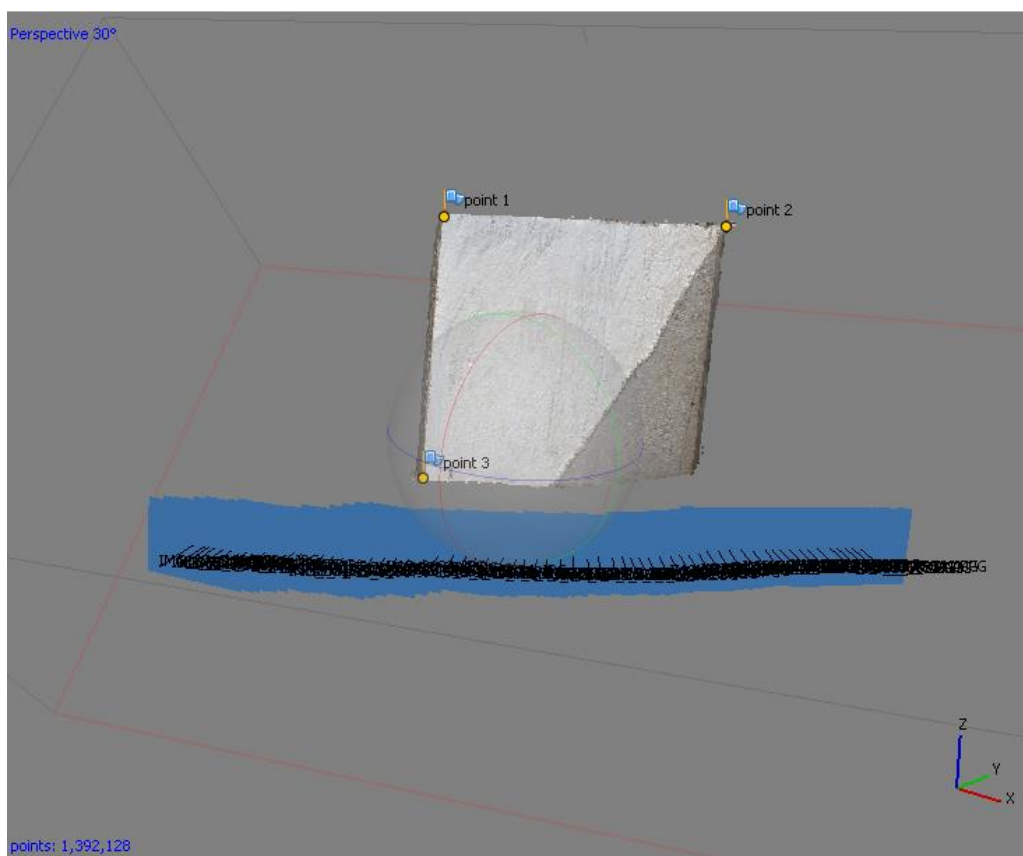 Perspective 30°
point 1
point 2
point 3
Z
Y
X
points: 1,392,128